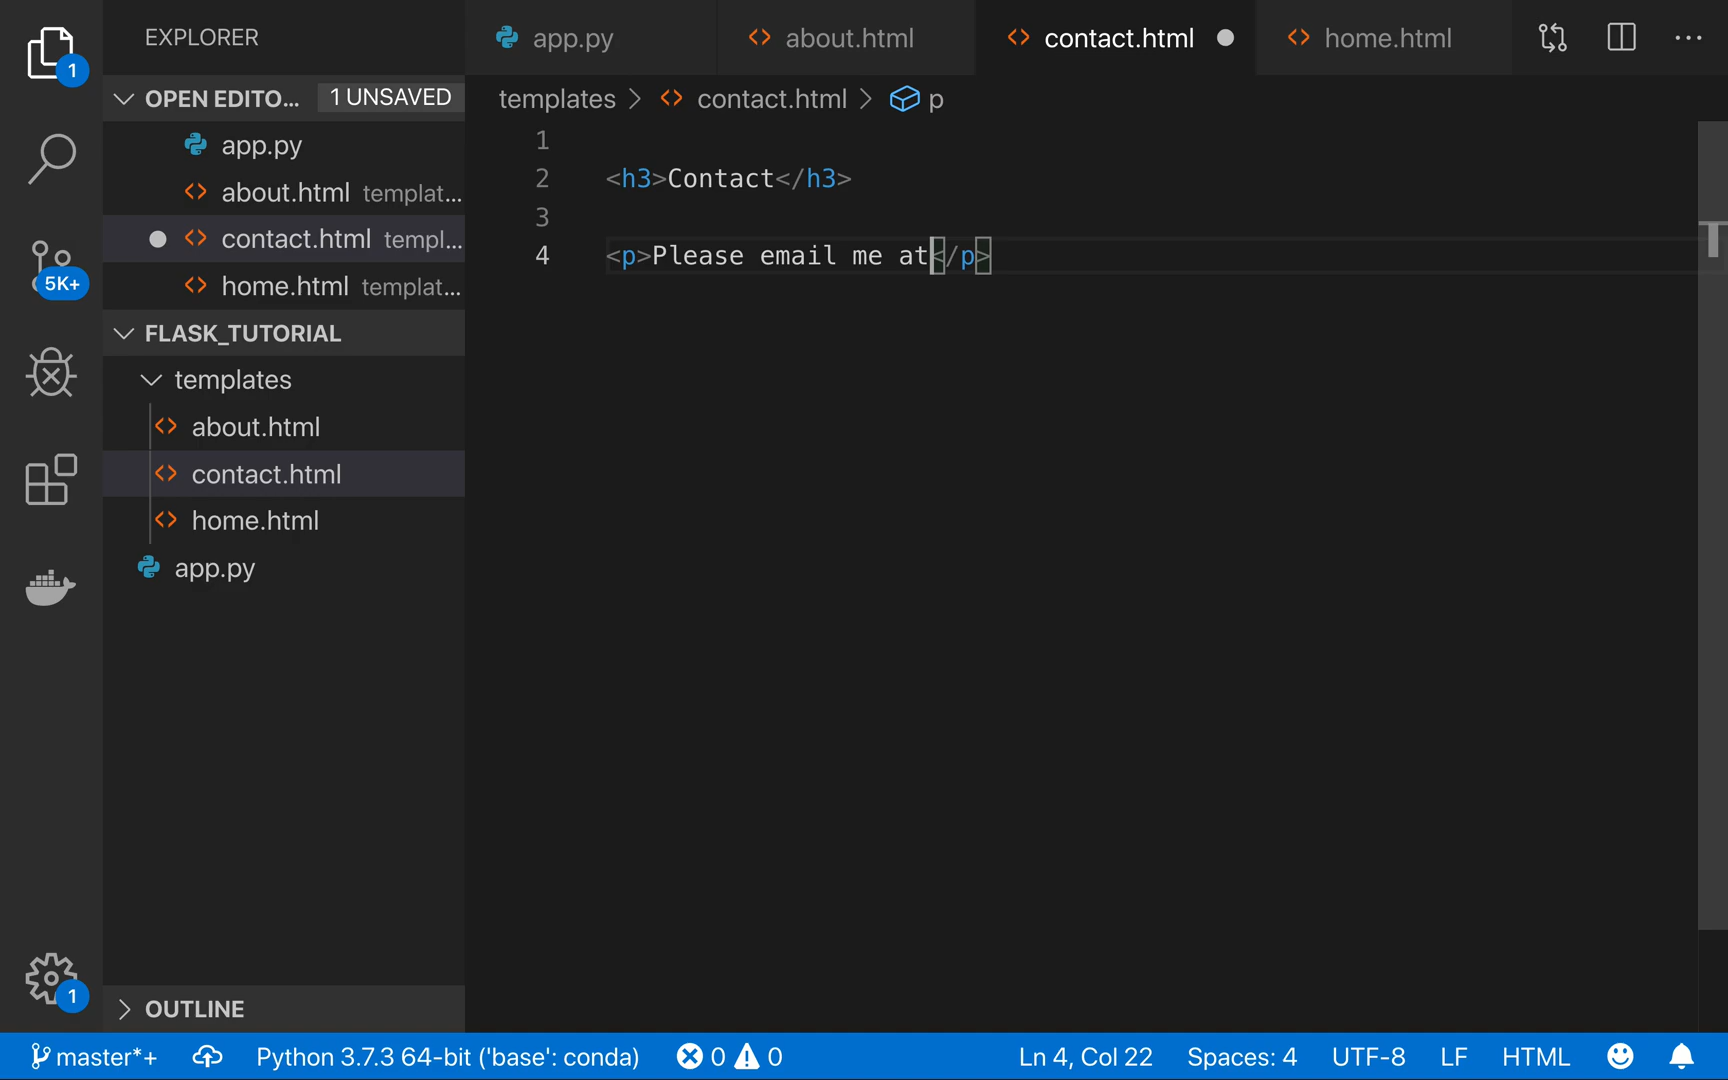 EXPLORER
app.py
about.html
contact.html
home.html
1
OPEN EDITO... 1 UNSAVED
app.py
about.html templat...
contact.html templ...
home.html templat...
5K+
FLASK_TUTORIAL
templates
about.html
contact.html
home.html
app.py
1
OUTLINE
templates > contact.html > p
1
2 <h3>Contact</h3>
3
4 <p>Please email me at</p>
T
master*+ Python 3.7.3 64-bit ('base': conda) 0 0 Ln 4, Col 22 Spaces: 4 UTF-8 LF HTML